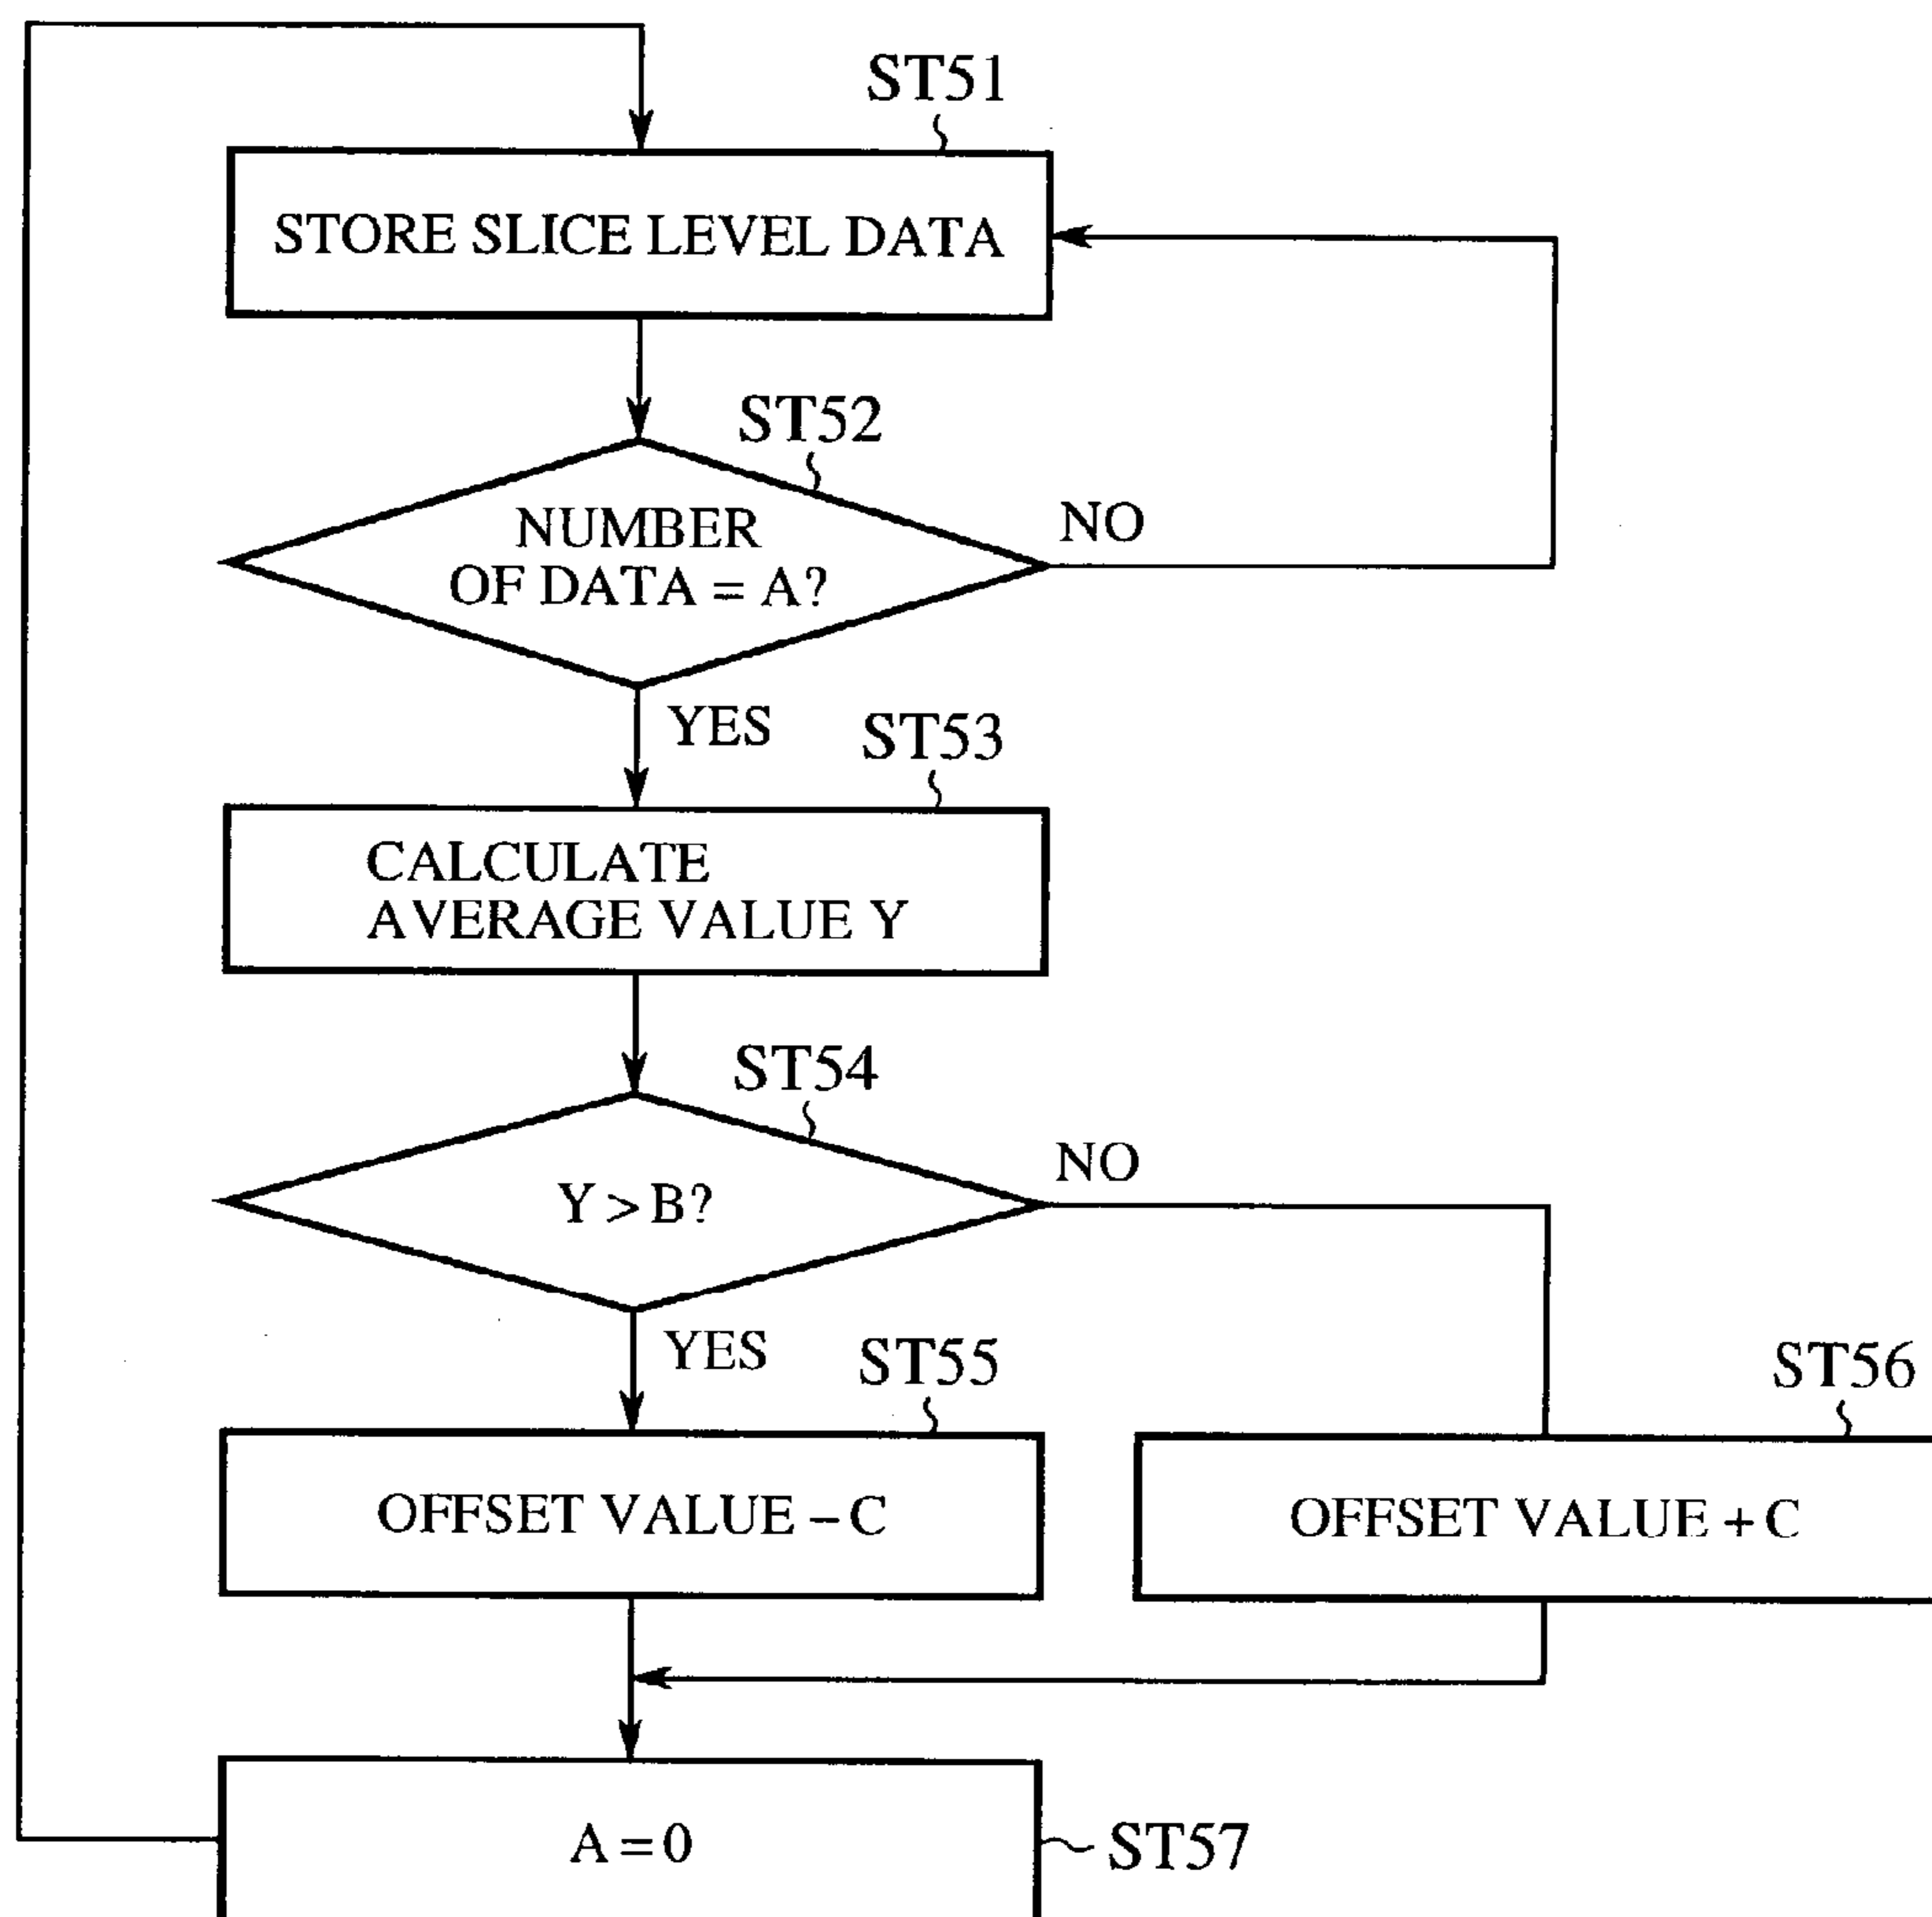 ST51
STORE SLICE LEVEL DATA
ST52
NUMBER
OF DATA = A?
NO
YES
ST53
CALCULATE
AVERAGE VALUE Y
ST54
Y > B?
NO
YES
ST55
OFFSET VALUE – C
ST56
OFFSET VALUE + C
A = 0
ST57